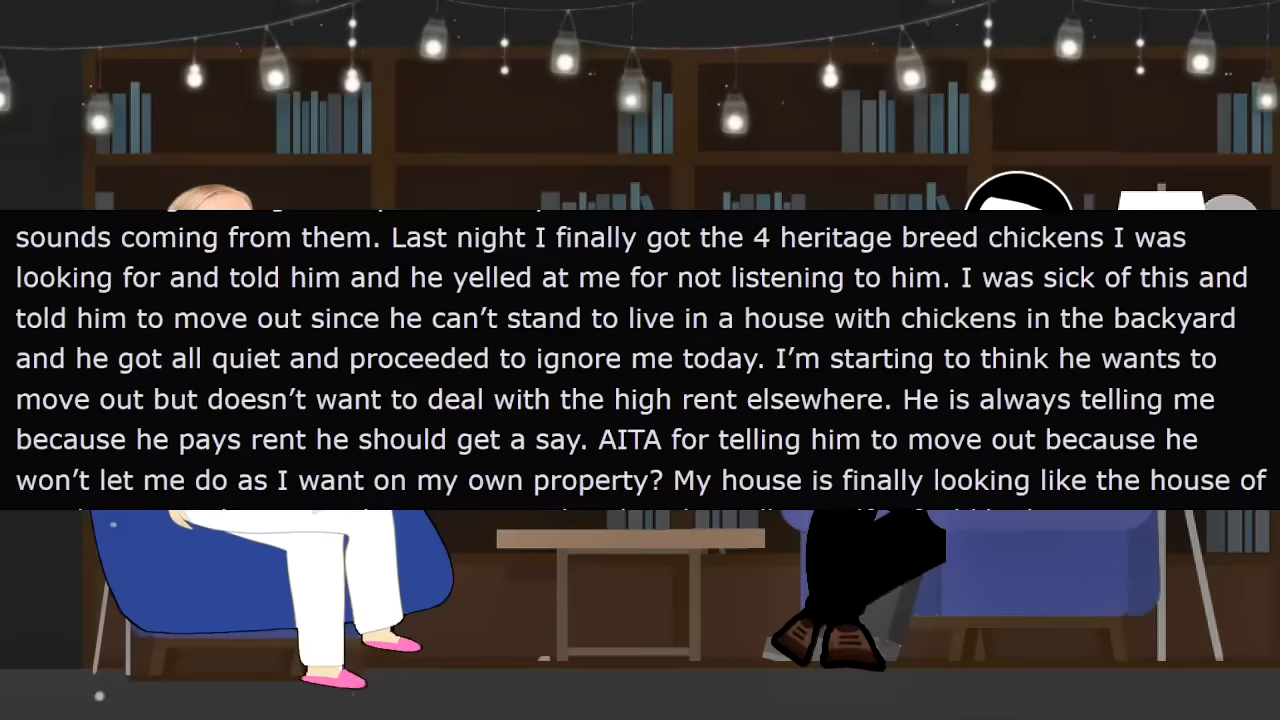 sounds coming from them. Last night I finally got the 4 heritage breed chickens I was
looking for and told him and he yelled at me for not listening to him. I was sick of this and
told him to move out since he can’t stand to live in a house with chickens in the backyard
and he got all quiet and proceeded to ignore me today. I’m starting to think he wants to
move out but doesn’t want to deal with the high rent elsewhere. He is always telling me
because he pays rent he should get a say. AITA for telling him to move out because he
won’t let me do as I want on my own property? My house is finally looking like the house of